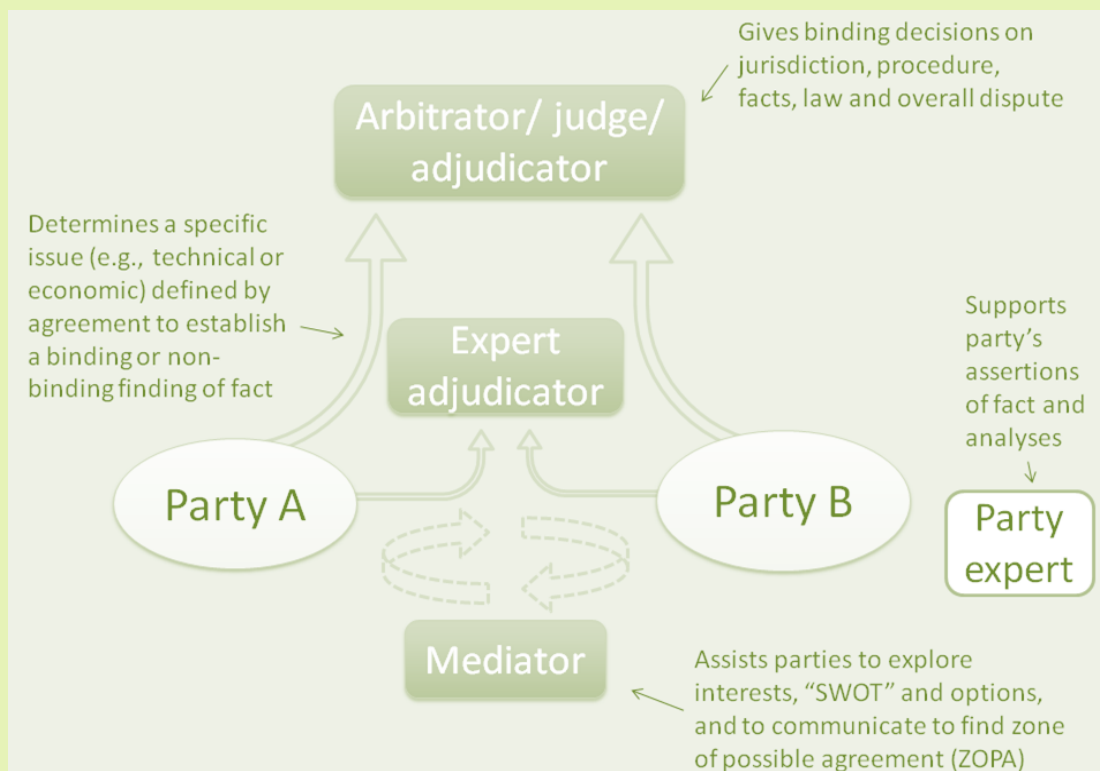 Gives binding decisions on
jurisdiction, procedure,
facts, law and overall dispute
Arbitrator/ judge/
adjudicator
Determines a specific
issue (e.g., technical or
economic) defined by
agreement to establish
a binding or non-
binding finding of fact
Expert
adjudicator
Supports
party's
assertions
of fact and
analyses
Party A
Party B
Party
expert
Mediator
Assists parties to explore
interests, “SWOT” and options,
and to communicate to find zone
of possible agreement (ZOPA)